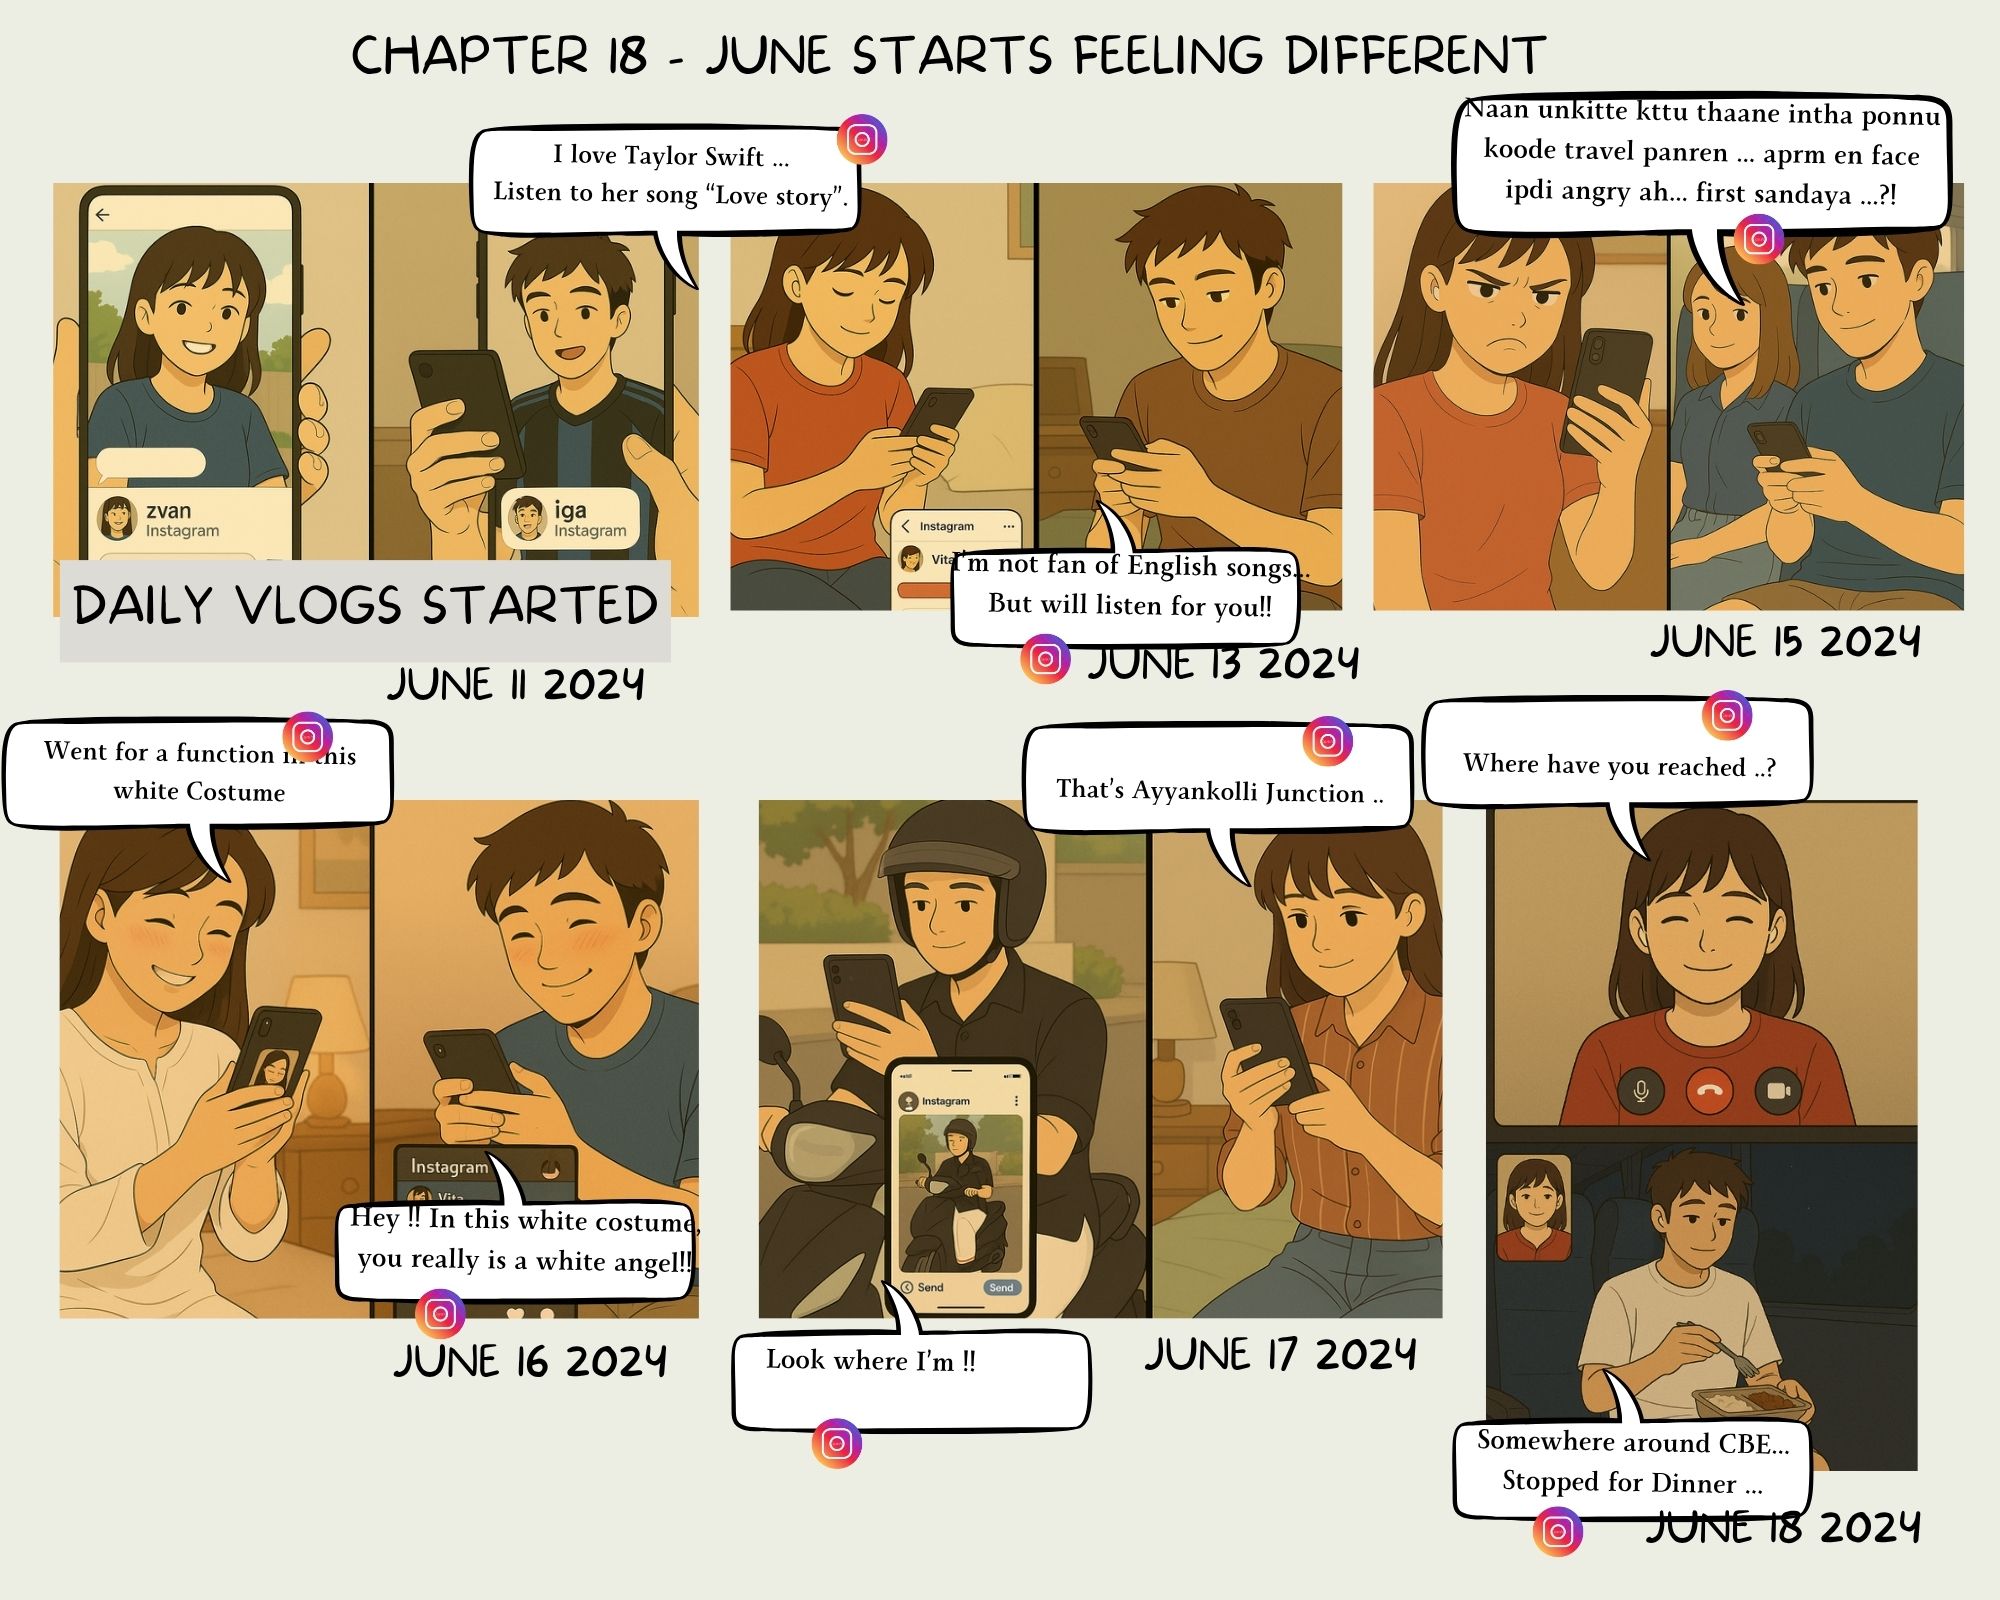 CHAPTER 18 - JUNE STARTS FEELING DIFFERENT
I love Taylor Swift ...
Listen to her song “Love story”.
zvan
Instagram
iga
Instagram
DAILY VLOGS STARTED
JUNE 11 2024
Instagram
I'm not fan of English songs...
But will listen for you!!
JUNE 13 2024
Naan unkitte kttu thaane intha ponnu
koode travel panren ... aprm en face
ipdi angry ah... first sandaya ...?!
JUNE 15 2024
Went for a function in this
white Costume
Instagram
Vita
Hey !! In this white costume,
you really is a white angel!!
JUNE 16 2024
That’s Ayyankolli Junction ..
Instagram
Send
Send
Look where I’m !!
JUNE 17 2024
Where have you reached ..?
Somewhere around CBE...
Stopped for Dinner ...
JUNE 18 2024